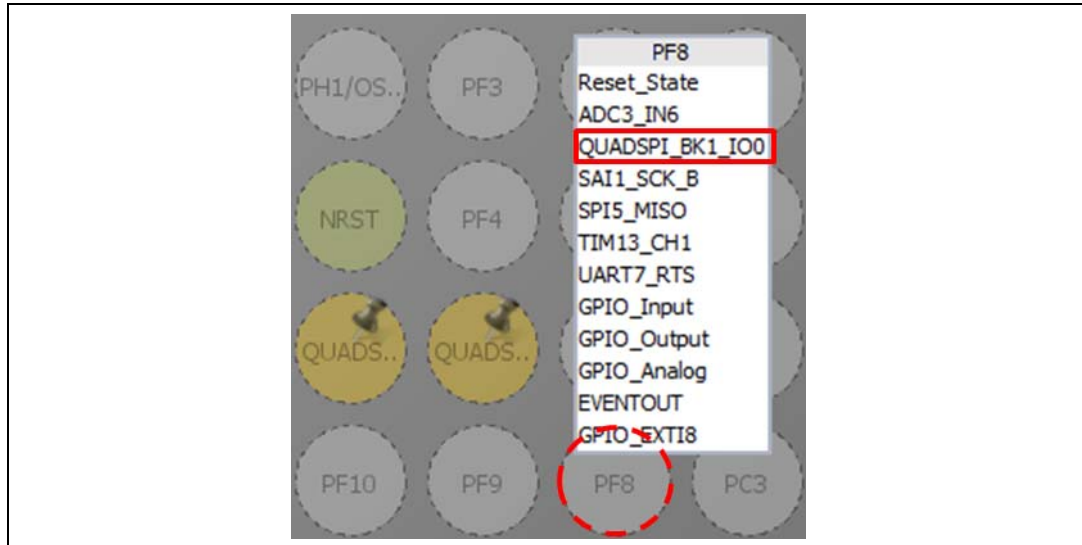 PH1/OS..
PF3
PF8
Reset_State
ADC3_IN6
QUADSPI_BK1_IO0
SAI1_SCK_B
SPI5_MISO
TIM13_CH1
UART7_RTS
GPIO_Input
GPIO_Output
GPIO_Analog
EVENTOUT
GPIO_EXTI8
NRST
PF4
QUADS..
QUADS..
PF10
PF9
PF8
PC3